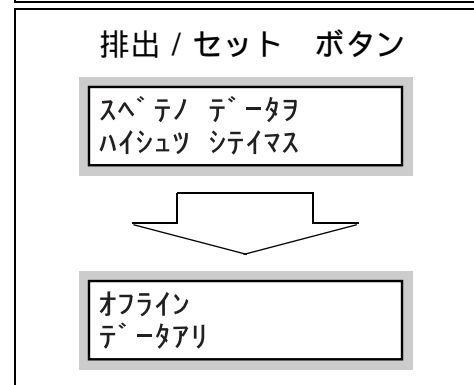 排出 / セット　ボタン
スベテノ データヲ
ハイシュツ シテイマス
オフライン
データアリ